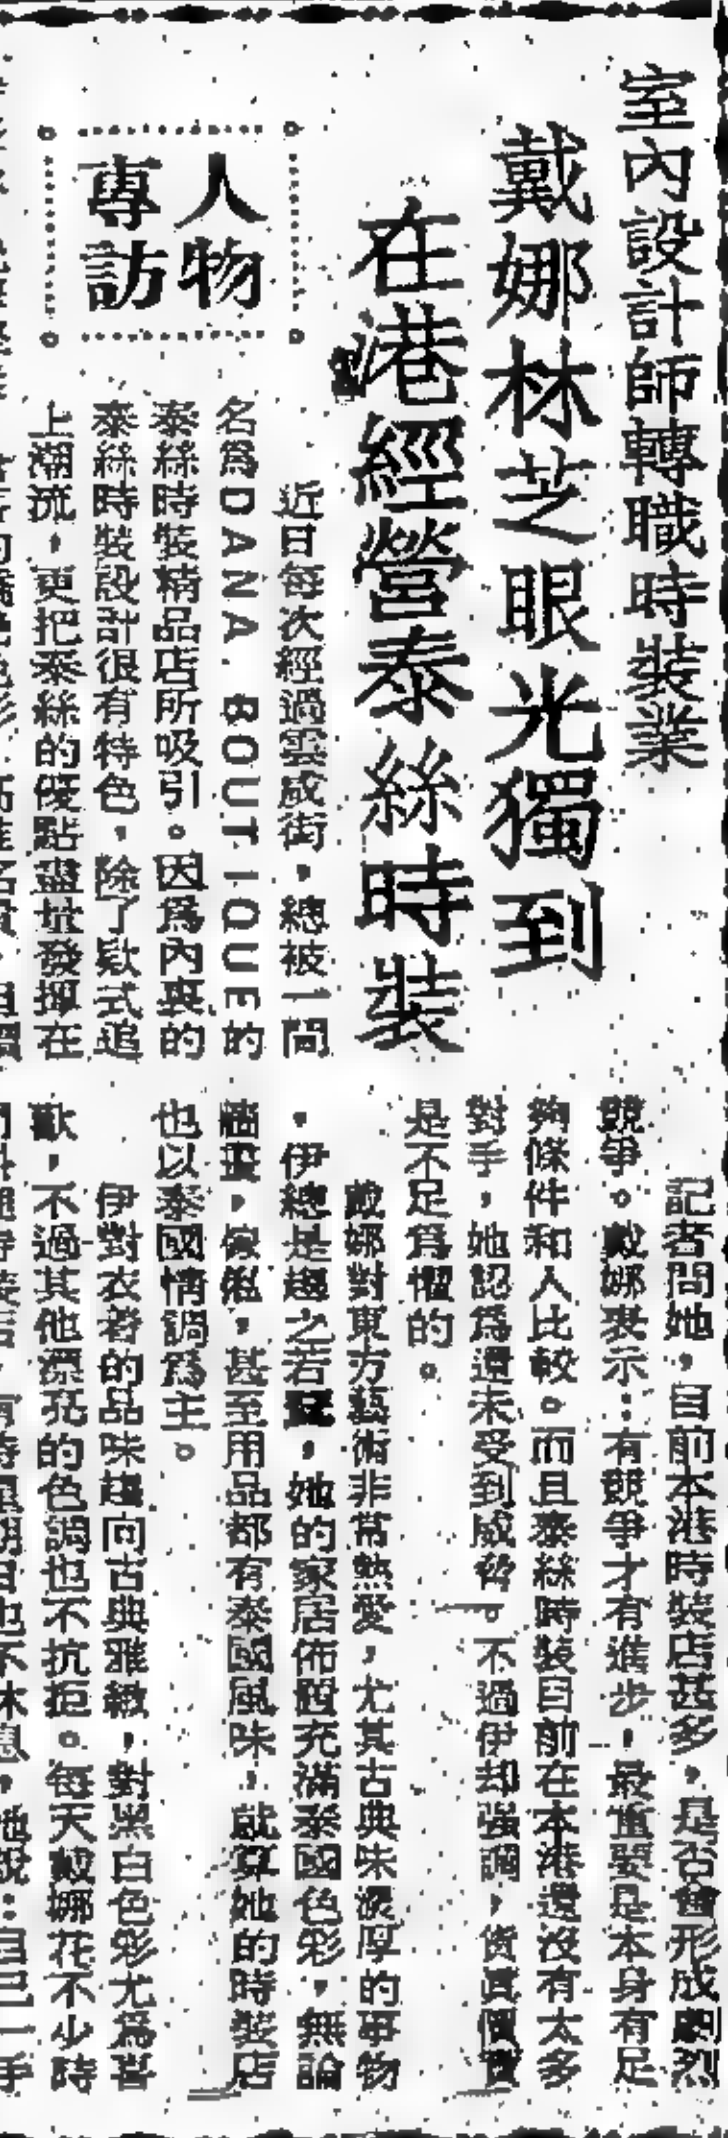 室內設計師轉職時裝業
戴娜林芝眼光獨到
在港經營泰絲時裝
人物
專訪
近日每次經過雲咸街，總被一間
名爲DANA．BOUTIQUE的
泰絲時裝精品店所吸引。因爲內裏的
泰絲時裝設計很有特色，除了款式追
上潮流，更把泰絲的優點盡量發揮在
記者問她，目前本港時裝店甚多，是否會形成劇烈
競爭。戴娜表示：有競爭才有進步，最重要是本身有足
夠條件和人比較。而且泰絲時裝目前在本港還沒有太多
對手，她認爲還未受到威脅。不過伊却強調，貨眞價實
是不足爲懼的。
戴娜對東方藝術非常熱愛，尤其古典味濃厚的事物
，伊總是趨之若，她的家居佈置充滿泰國色彩，無論
牆畫，傢俬，甚至用品都有泰國風味，就算她的時裝店
也以泰國情調爲主。
伊對衣着的品味趨向古典雅緻，對黑白色彩尤爲喜
歡，不過其他漂亮的色調也不抗拒。每天戴娜花不少時